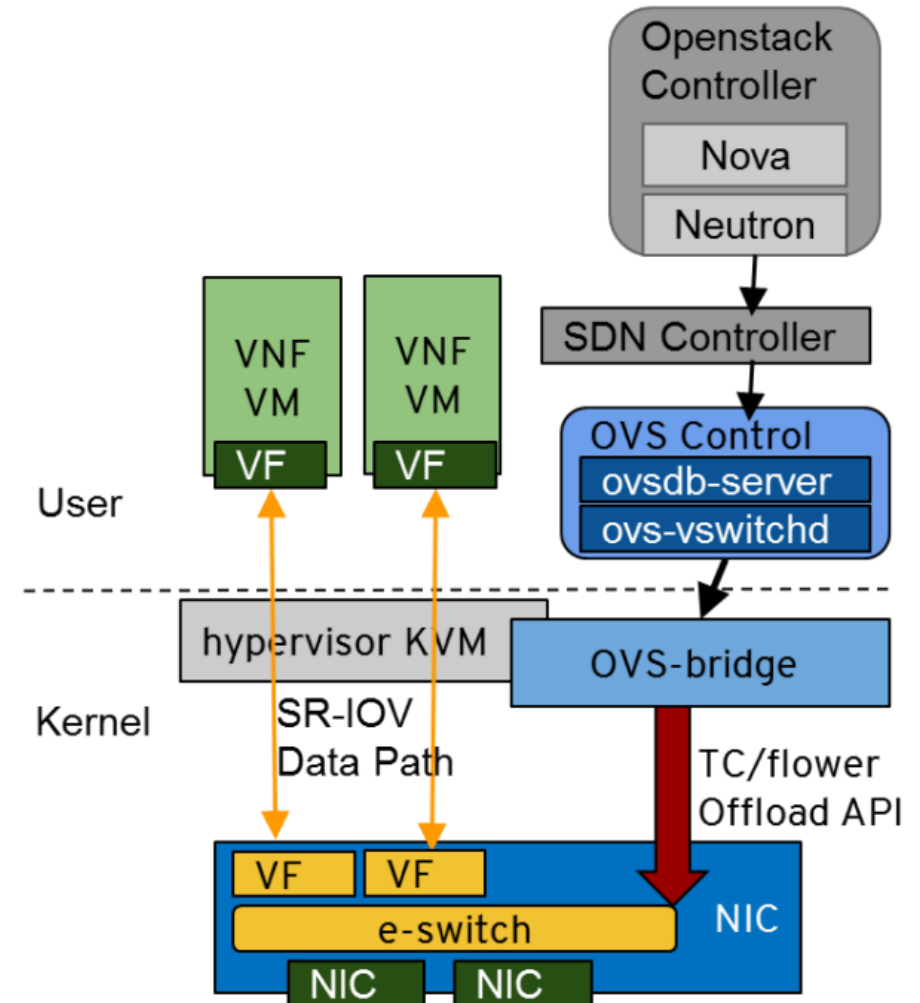 Openstack
Controller
Nova
Neutron
SDN Controller
VNF
VM
VF
VNF
VM
VF
OVS Control
ovsdb-server
ovs-vswitchd
User
hypervisor KVM
OVS-bridge
Kernel
SR-IOV
Data Path
TC/flower
Offload API
VF
VF
e-switch
NIC
NIC
NIC